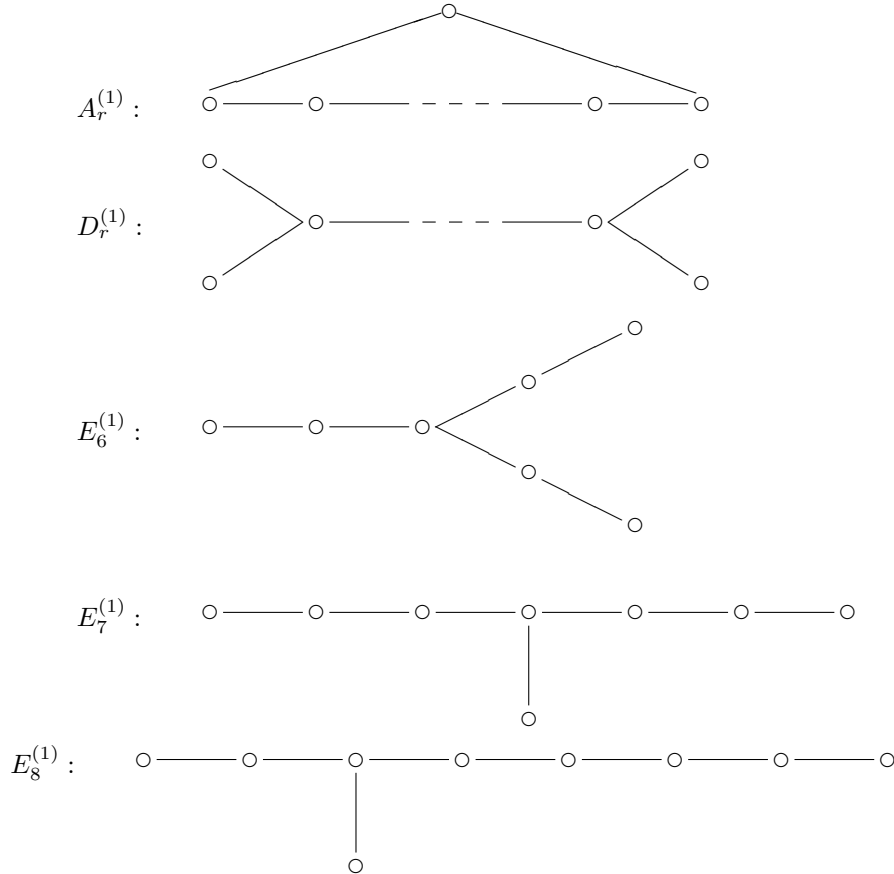 A_r^{(1)} :
D_r^{(1)} :
E_6^{(1)} :
E_7^{(1)} :
E_8^{(1)} :